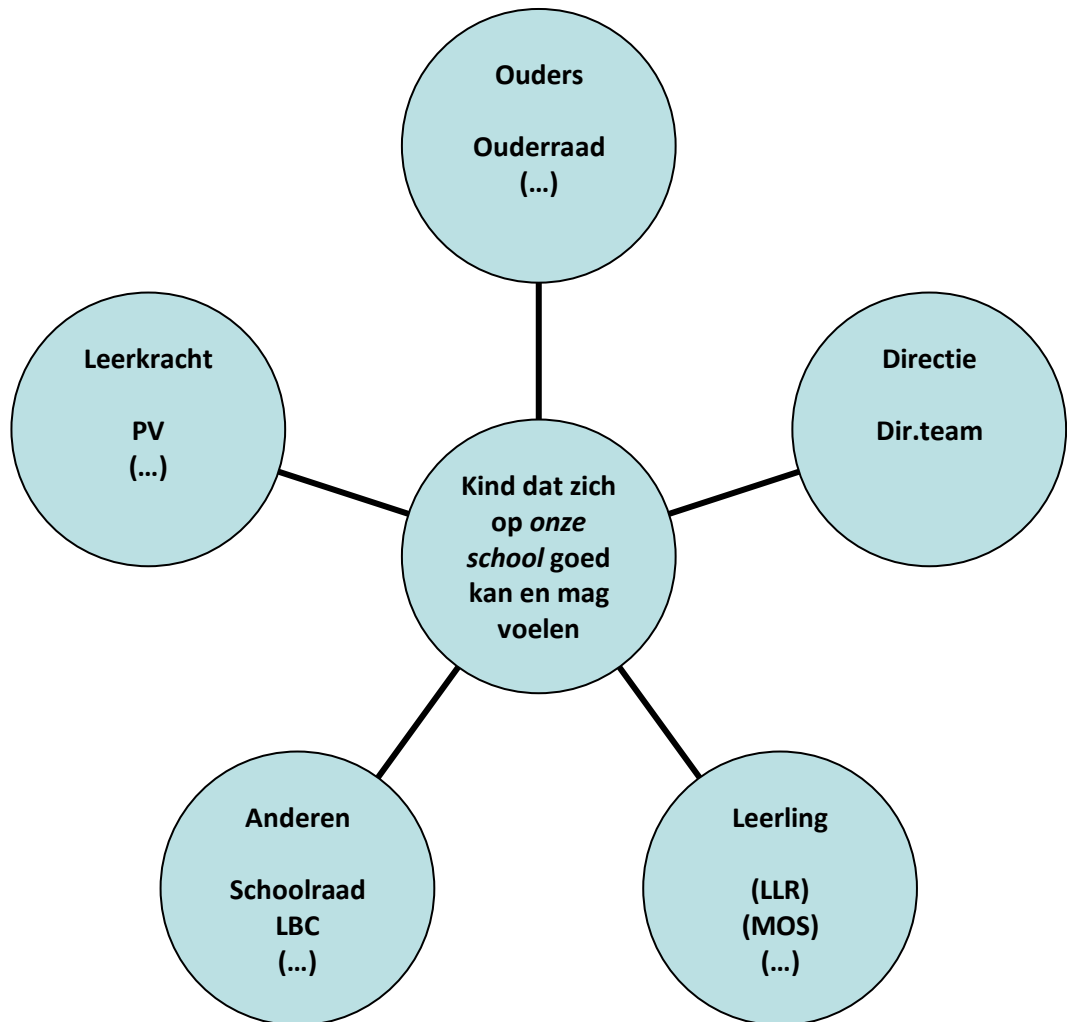 Ouders
Ouderraad
(...)
Leerkracht
PV
(...)
Directie
Dir.team
Kind dat zich
op onze
school goed
kan en mag
voelen
Anderen
Schoolraad
LBC
(...)
Leerling
(LLR)
(MOS)
(...)